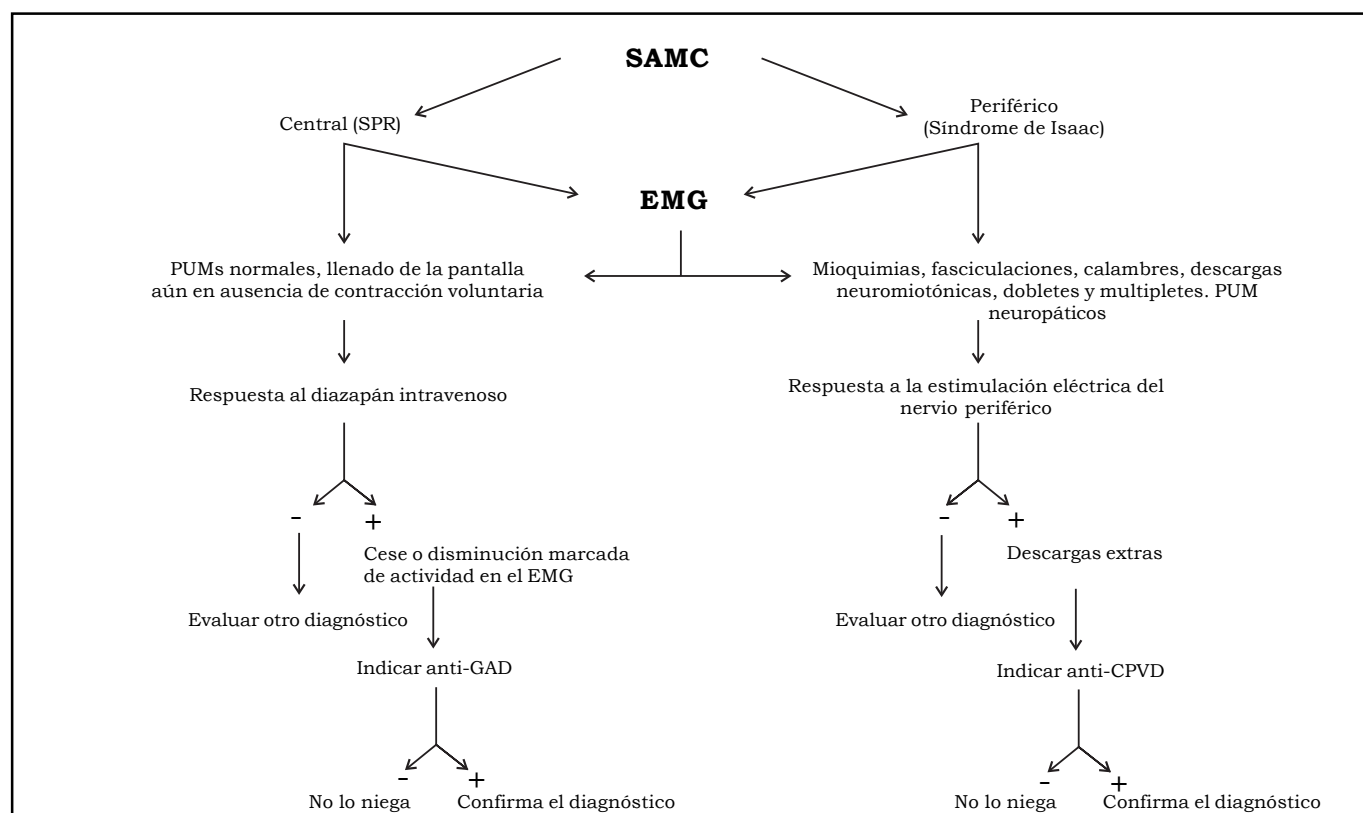 SAMC
Central (SPR)
Periférico
(Síndrome de Isaac)
EMG
PUMs normales, llenado de la pantalla
aún en ausencia de contracción voluntaria
Mioquimias, fasciculaciones, calambres, descargas
neuromiotónicas, dobletes y multipletes. PUM
neuropáticos
Respuesta al diazapán intravenoso
Respuesta a la estimulación eléctrica del
nervio periférico
- +
- +
Cese o disminución marcada
de actividad en el EMG
Descargas extras
Evaluar otro diagnóstico
Evaluar otro diagnóstico
Indicar anti-GAD
Indicar anti-CPVD
- +
- +
No lo niega
Confirma el diagnóstico
No lo niega
Confirma el diagnóstico